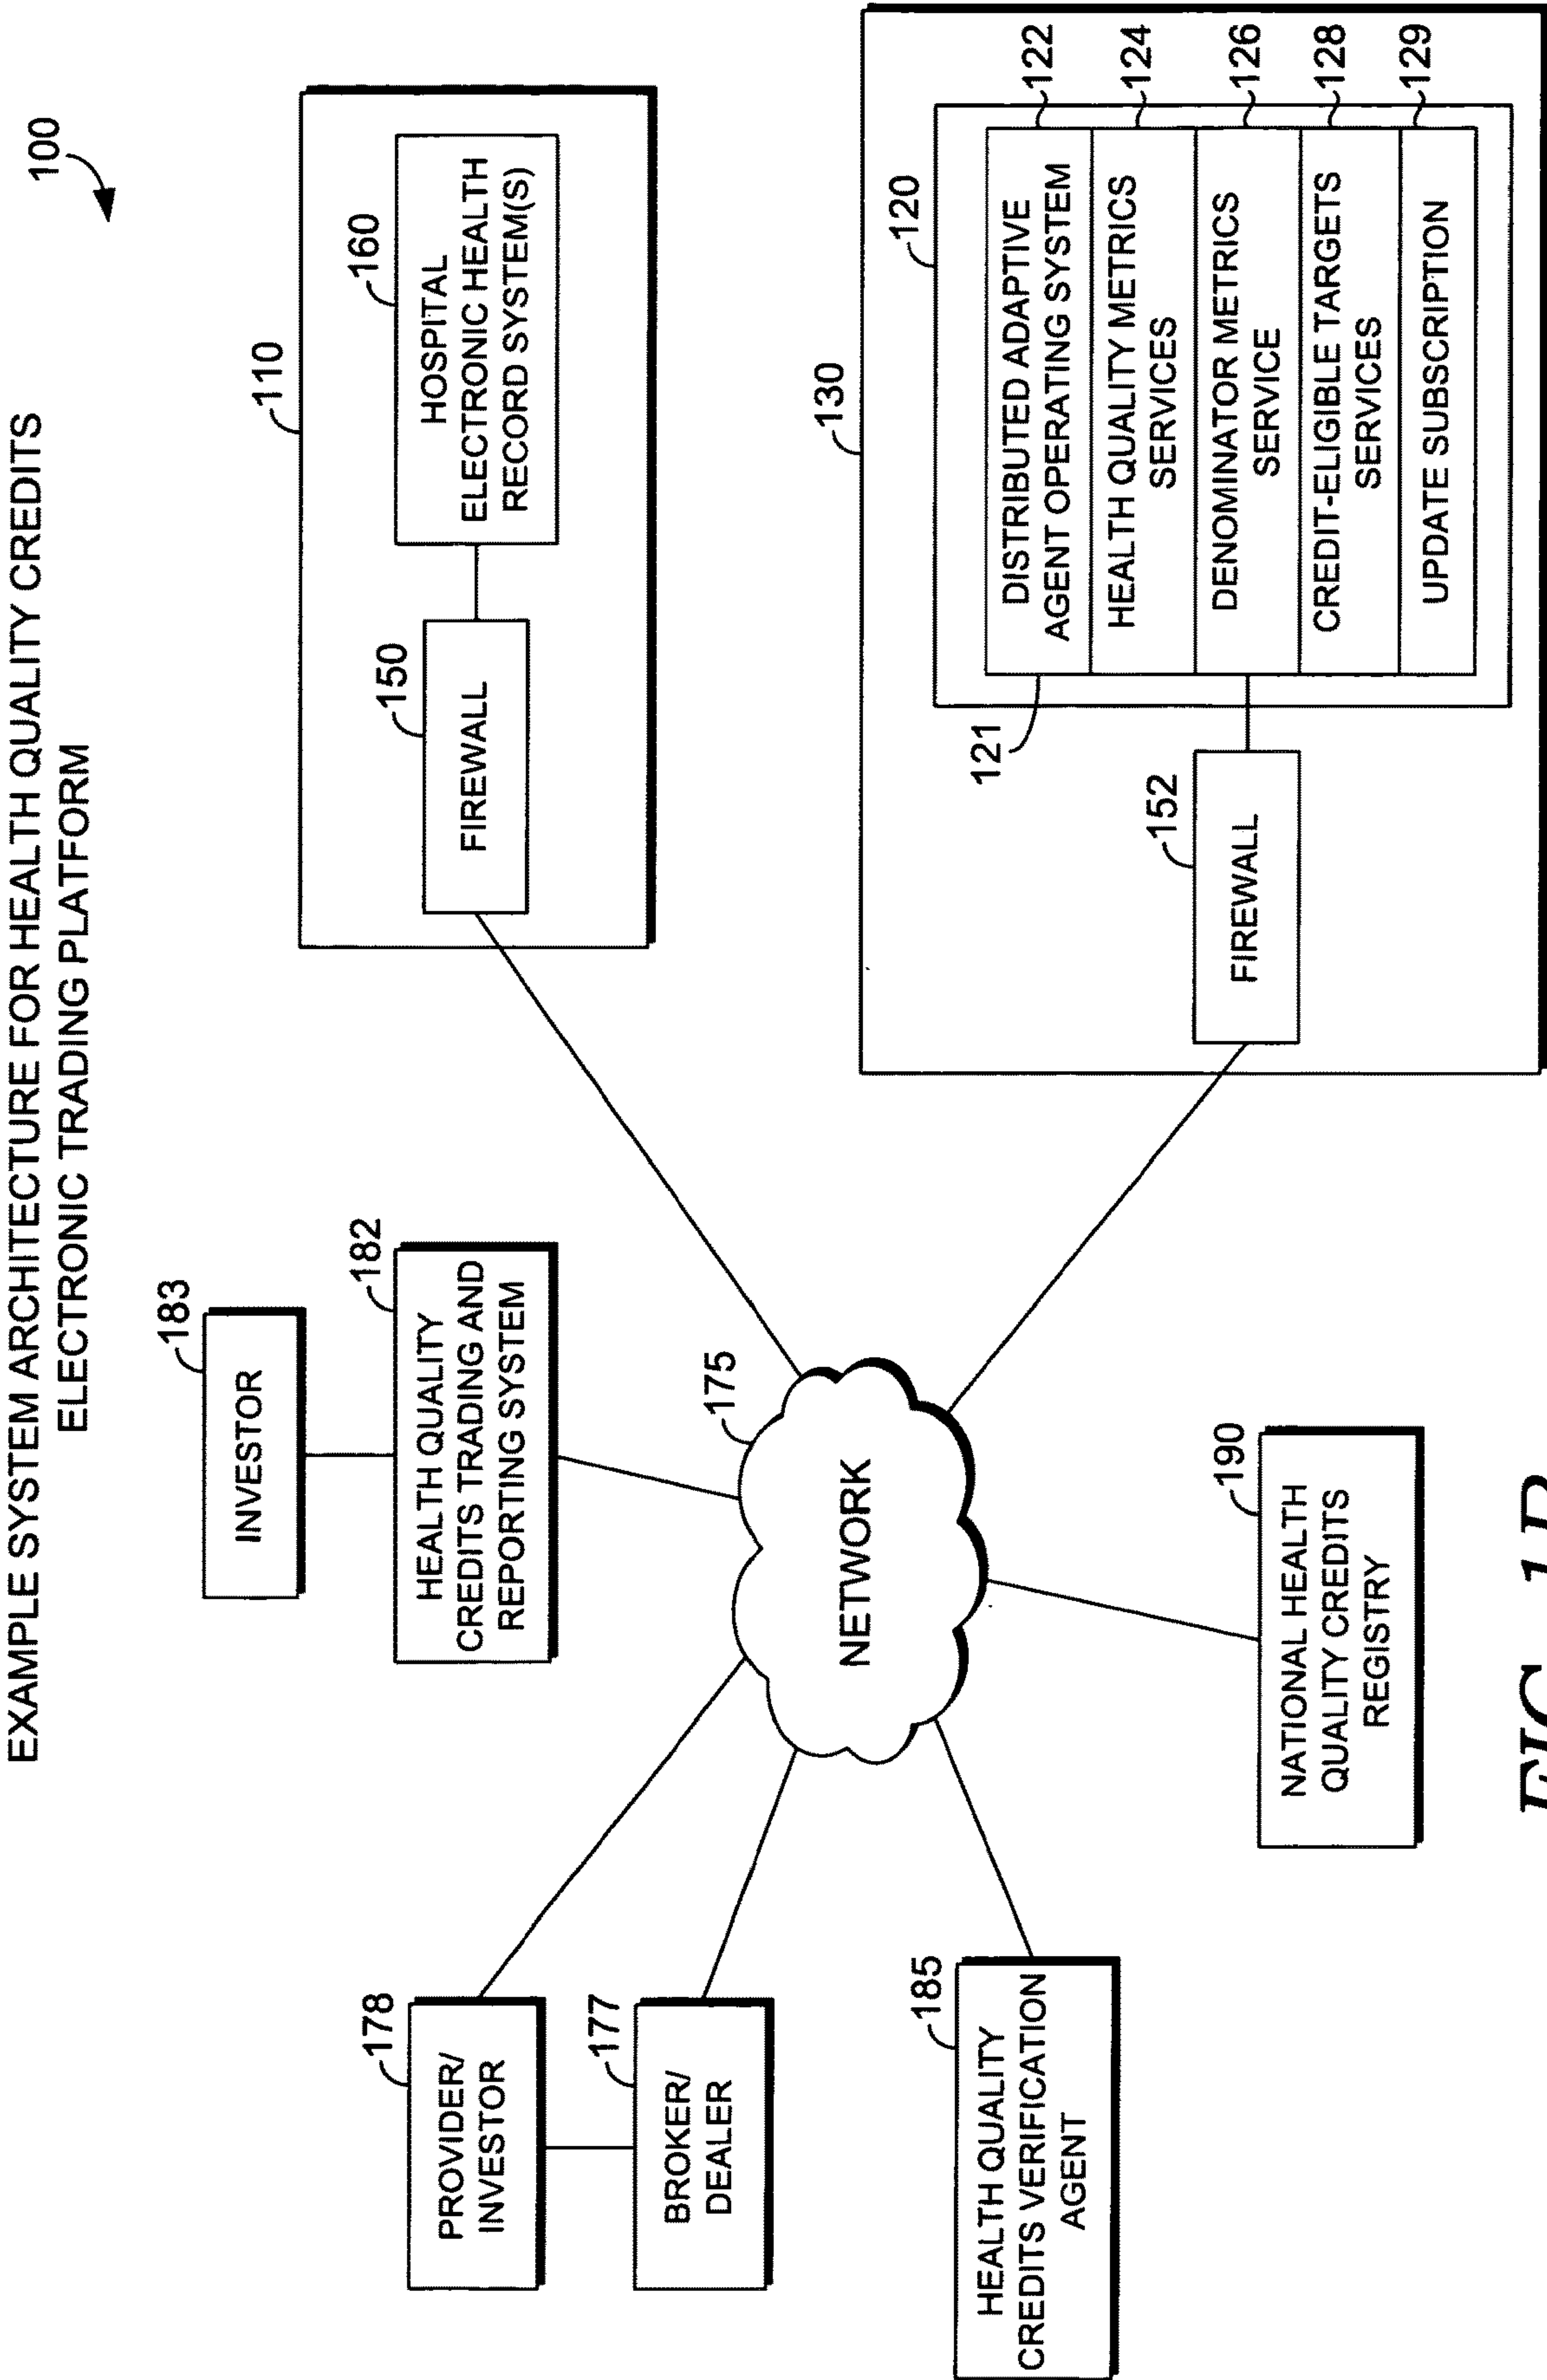 EXAMPLE SYSTEM ARCHITECTURE FOR HEALTH QUALITY CREDITS
ELECTRONIC TRADING PLATFORM
100
183
INVESTOR
182
HEALTH QUALITY
CREDITS TRADING AND
REPORTING SYSTEM
110
160
HOSPITAL
ELECTRONIC HEALTH
RECORD SYSTEM(S)
150
FIREWALL
178
PROVIDER/
INVESTOR
177
BROKER/
DEALER
175
NETWORK
130
120
121
DISTRIBUTED ADAPTIVE
AGENT OPERATING SYSTEM
122
HEALTH QUALITY METRICS
SERVICES
124
DENOMINATOR METRICS
SERVICE
126
CREDIT-ELIGIBLE TARGETS
SERVICES
128
UPDATE SUBSCRIPTION
129
152
FIREWALL
185
HEALTH QUALITY
CREDITS VERIFICATION
AGENT
190
NATIONAL HEALTH
QUALITY CREDITS
REGISTRY